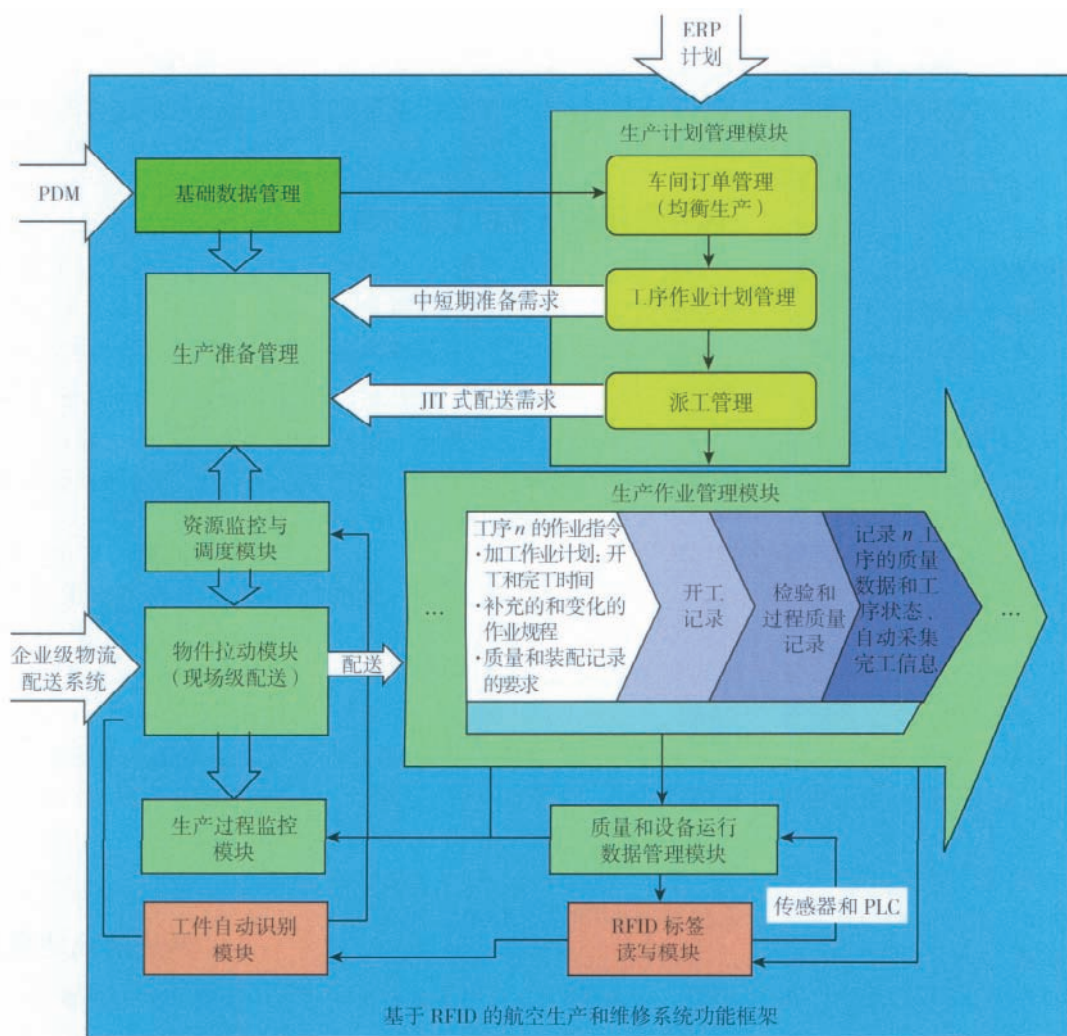 ERP
计划
生产计划管理模块
PDM
基础数据管理
车间订单管理
（均衡生产）
中短期准备需求
工序作业计划管理
生产准备管理
JIT 式配送需求
派工管理
生产作业管理模块
资源监控与
调度模块
工序 n 的作业指令
·加工作业计划：开
工和完工时间
·补充的和变化的
作业规程
·质量和装配记录
的要求
…
开工
记录
检验和
过程质量
记录
记录 n 工
序的质量
数据和工
序状态、
自动采集
完工信息
…
企业级物流
配送系统
物件拉动模块
（现场级配送）
配送
生产过程监控
模块
质量和设备运行
数据管理模块
传感器和 PLC
工件自动识别
模块
RFID 标签
读写模块
基于 RFID 的航空生产和维修系统功能框架